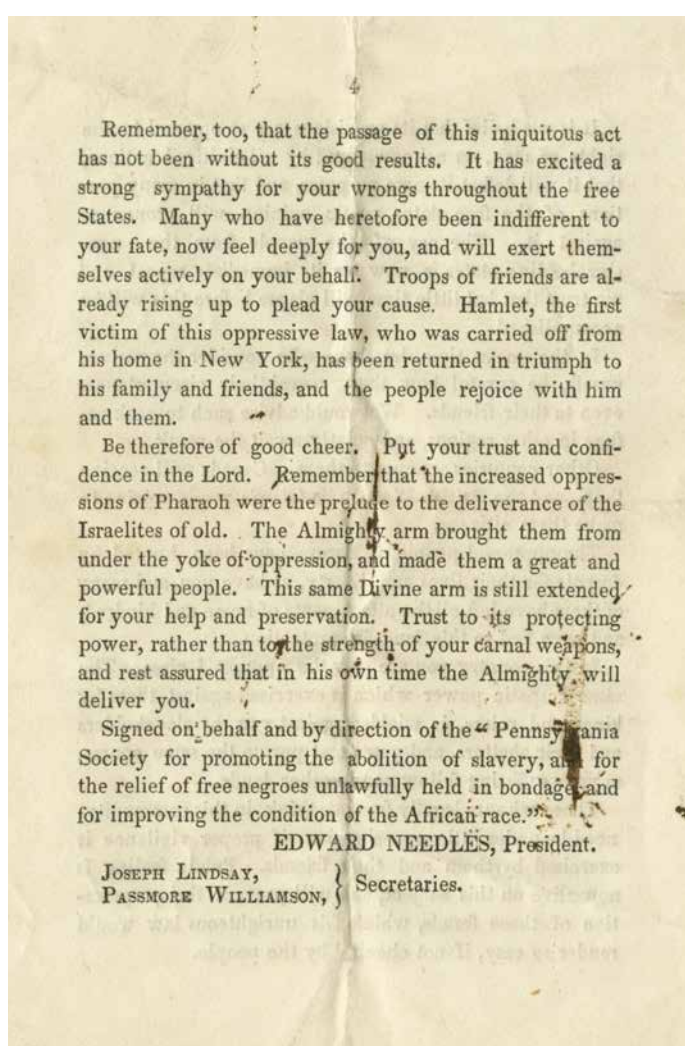 4
Remember, too, that the passage of this iniquitous act
has not been without its good results. It has excited a
strong sympathy for your wrongs throughout the free
States. Many who have heretofore been indifferent to
your fate, now feel deeply for you, and will exert them-
selves actively on your behalf. Troops of friends are al-
ready rising up to plead your cause. Hamlet, the first
victim of this oppressive law, who was carried off from
his home in New York, has been returned in triumph to
his family and friends, and the people rejoice with him
and them.
Be therefore of good cheer. Put your trust and confi-
dence in the Lord. Remember that the increased oppres-
sions of Pharaoh were the prelude to the deliverance of the
Israelites of old. The Almighty arm brought them from
under the yoke of oppression, and made them a great and
powerful people. This same Divine arm is still extended
for your help and preservation. Trust to its protecting
power, rather than to the strength of your carnal weapons,
and rest assured that in his own time the Almighty will
deliver you.
Signed on behalf and by direction of the "Pennsylvania
Society for promoting the abolition of slavery, and for
the relief of free negroes unlawfully held in bondage, and
for improving the condition of the African race."
EDWARD NEEDLES, President.
JOSEPH LINDSAY,
PASSMORE WILLIAMSON, } Secretaries.